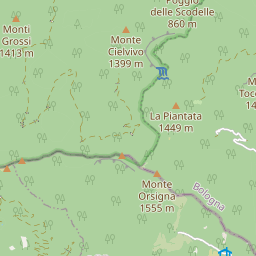 Poggio
delle Scodelle
860 m
Monti
Grossi
1413 m
Monte
Cielvivo
1399 m
La Piantata
1449 m
Monte
Orsigna
1555 m
Bologna